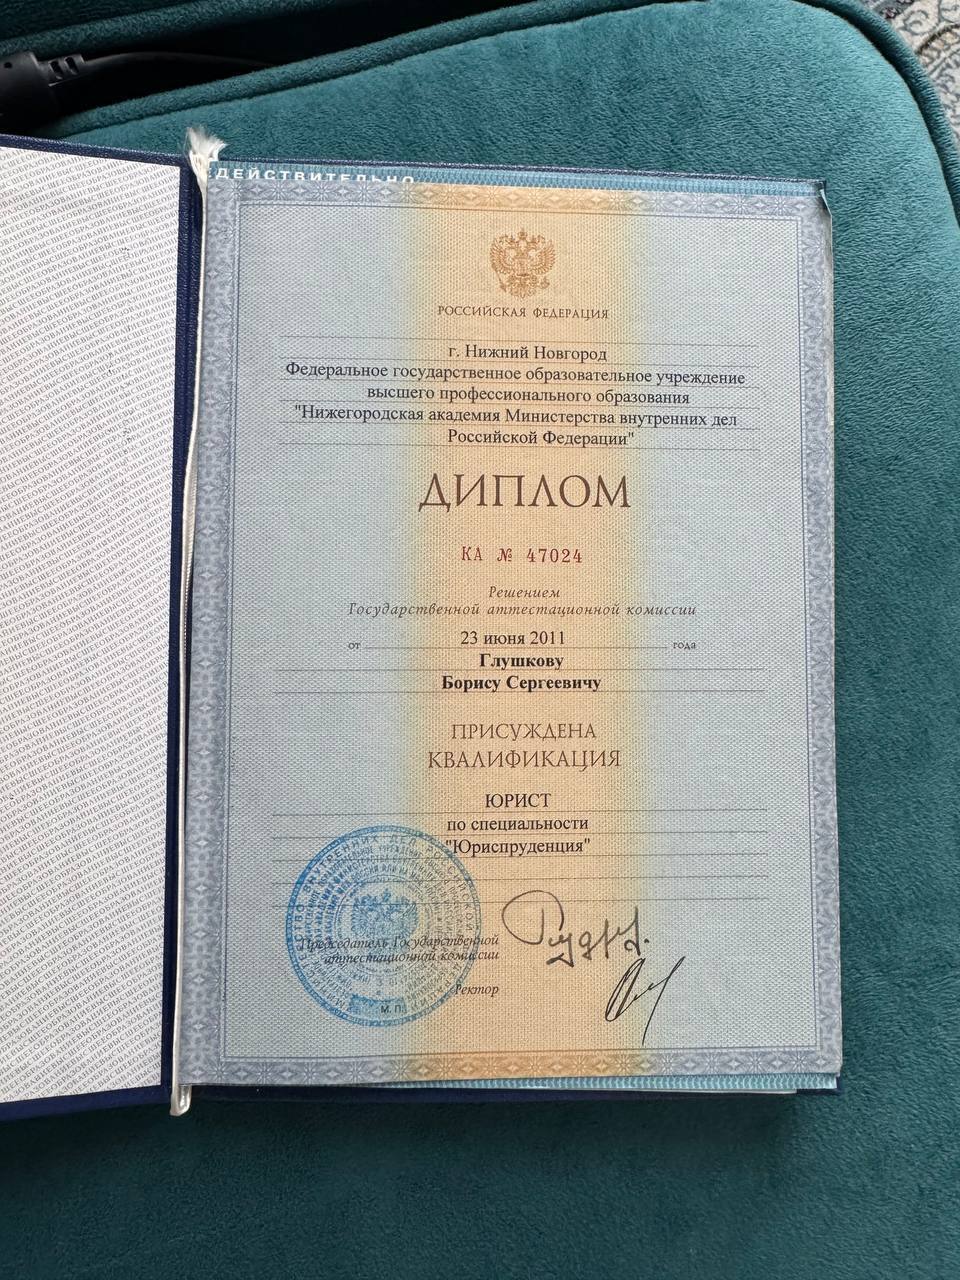 РОССИЙСКАЯ ФЕДЕРАЦИЯ
г. Нижний Новгород
Федеральное государственное образовательное учреждение
высшего профессионального образования
"Нижегородская академия Министерства внутренних дел
Российской Федерации"
ДИПЛОМ
КА № 47024
Решением
Государственной аттестационной комиссии
от 23 июня 2011 года
Глушкову
Борису Сергеевичу
ПРИСУЖДЕНА
КВАЛИФИКАЦИЯ
ЮРИСТ
по специальности
"Юриспруденция"
Председатель Государственной
аттестационной комиссии
Ректор
М.П.